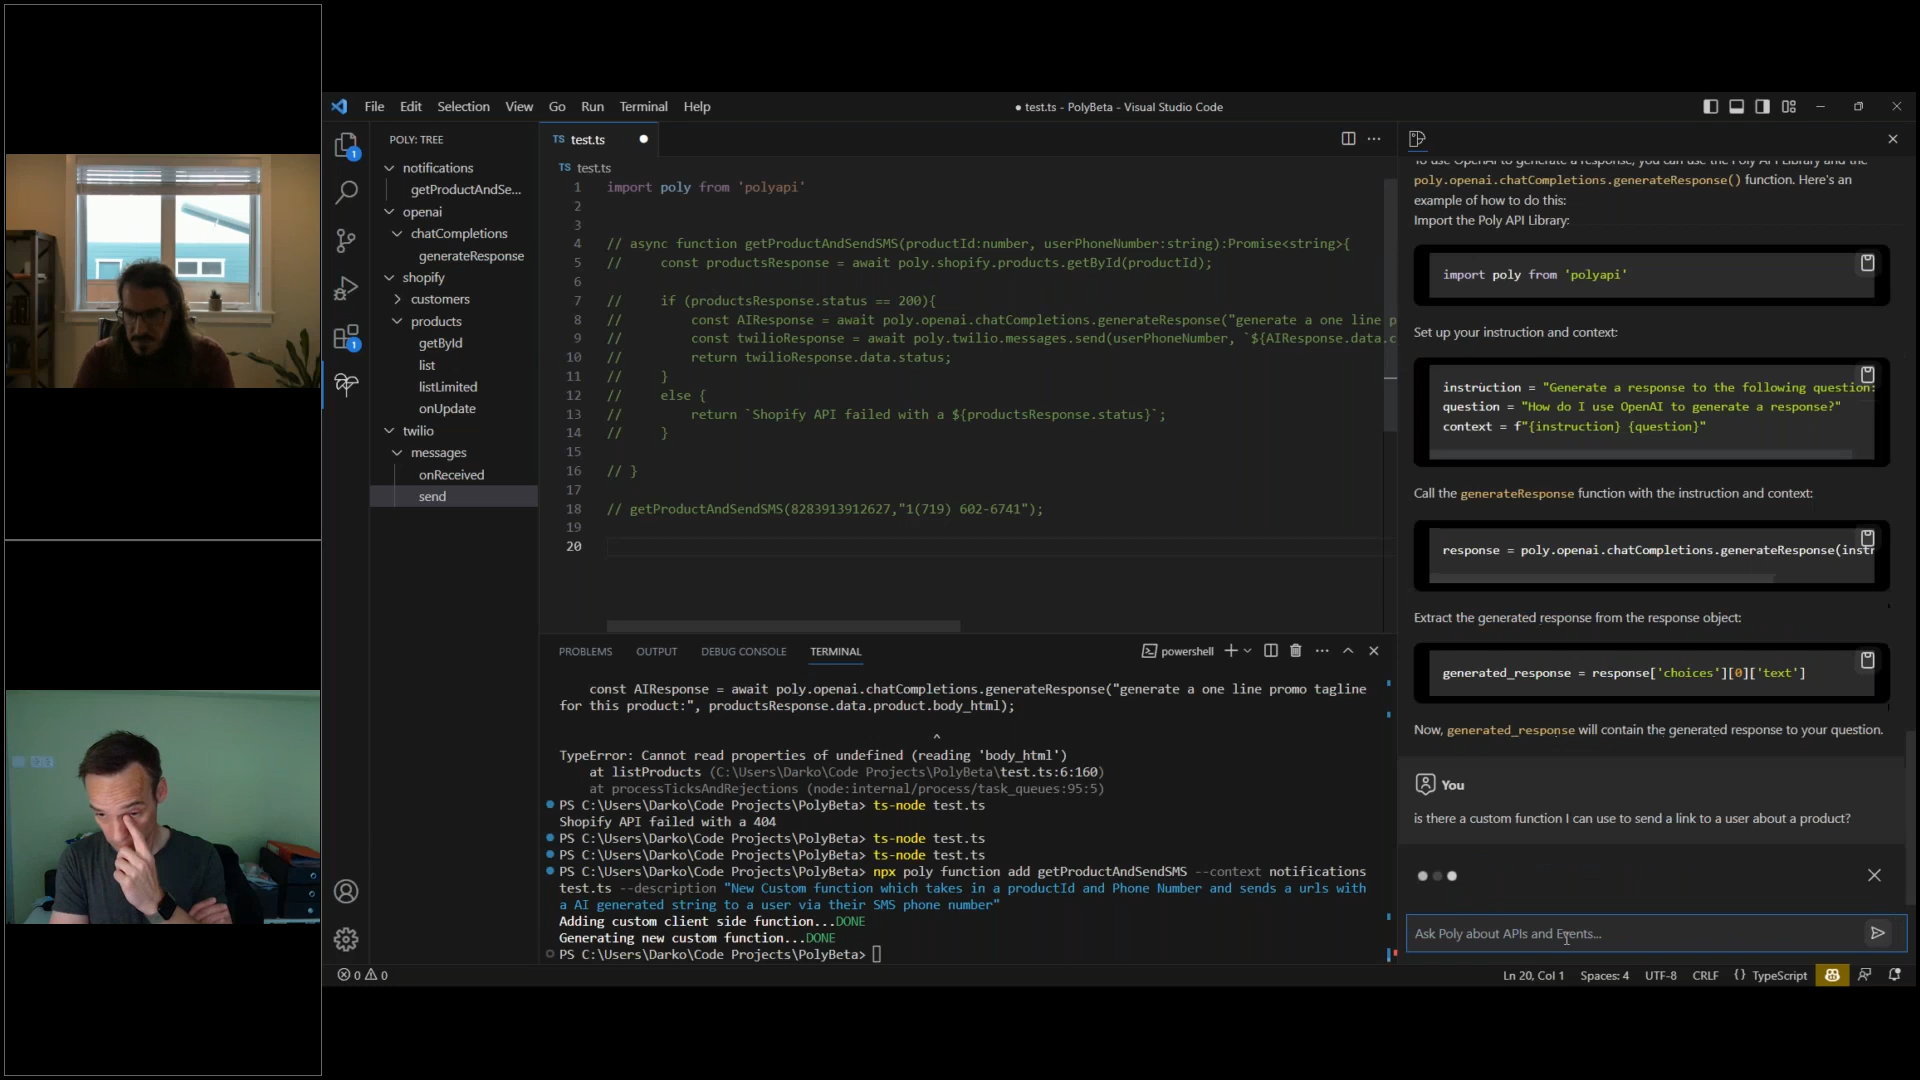 File Edit Selection View Go Run Terminal Help
● test.ts - PolyBeta - Visual Studio Code
POLY: TREE
notifications
getProductAndSe...
openai
chatCompletions
generateResponse
shopify
customers
products
getById
list
listLimited
onUpdate
twilio
messages
onReceived
send
1
1
TS test.ts
TS test.ts
1 import poly from 'polyapi'
2
3
4 // async function getProductAndSendSMS(productId:number, userPhoneNumber:string):Promise<string>{
5 //     const productsResponse = await poly.shopify.products.getById(productId);
6
7 //     if (productsResponse.status == 200){
8 //         const AIResponse = await poly.openai.chatCompletions.generateResponse("generate a one line p
9 //         const twilioResponse = await poly.twilio.messages.send(userPhoneNumber, `${AIResponse.data.c
10 //         return twilioResponse.data.status;
11 //     }
12 //     else {
13 //         return `Shopify API failed with a ${productsResponse.status}`;
14 //     }
15
16 // }
17
18 // getProductAndSendSMS(8283913912627,"1(719) 602-6741");
19
20
PROBLEMS OUTPUT DEBUG CONSOLE TERMINAL
powershell
const AIResponse = await poly.openai.chatCompletions.generateResponse("generate a one line promo tagline
for this product:", productsResponse.data.product.body_html);
^
TypeError: Cannot read properties of undefined (reading 'body_html')
at listProducts (C:\Users\Darko\Code Projects\PolyBeta\test.ts:6:160)
at processTicksAndRejections (node:internal/process/task_queues:95:5)
PS C:\Users\Darko\Code Projects\PolyBeta> ts-node test.ts
Shopify API failed with a 404
PS C:\Users\Darko\Code Projects\PolyBeta> ts-node test.ts
PS C:\Users\Darko\Code Projects\PolyBeta> ts-node test.ts
PS C:\Users\Darko\Code Projects\PolyBeta> npx poly function add getProductAndSendSMS --context notifications
test.ts --description "New Custom function which takes in a productId and Phone Number and sends a urls with
a AI generated string to a user via their SMS phone number"
Adding custom client side function...DONE
Generating new custom function...DONE
PS C:\Users\Darko\Code Projects\PolyBeta>
To use OpenAI to generate a response, you can use the Poly API Library and the
poly.openai.chatCompletions.generateResponse() function. Here's an
example of how to do this:
Import the Poly API Library:
import poly from 'polyapi'
Set up your instruction and context:
instruction = "Generate a response to the following question:
question = "How do I use OpenAI to generate a response?"
context = f"{instruction} {question}"
Call the generateResponse function with the instruction and context:
response = poly.openai.chatCompletions.generateResponse(instr
Extract the generated response from the response object:
generated_response = response['choices'][0]['text']
Now, generated_response will contain the generated response to your question.
You
is there a custom function I can use to send a link to a user about a product?
Ask Poly about APIs and Events...
0 0
Ln 20, Col 1 Spaces: 4 UTF-8 CRLF {} TypeScript